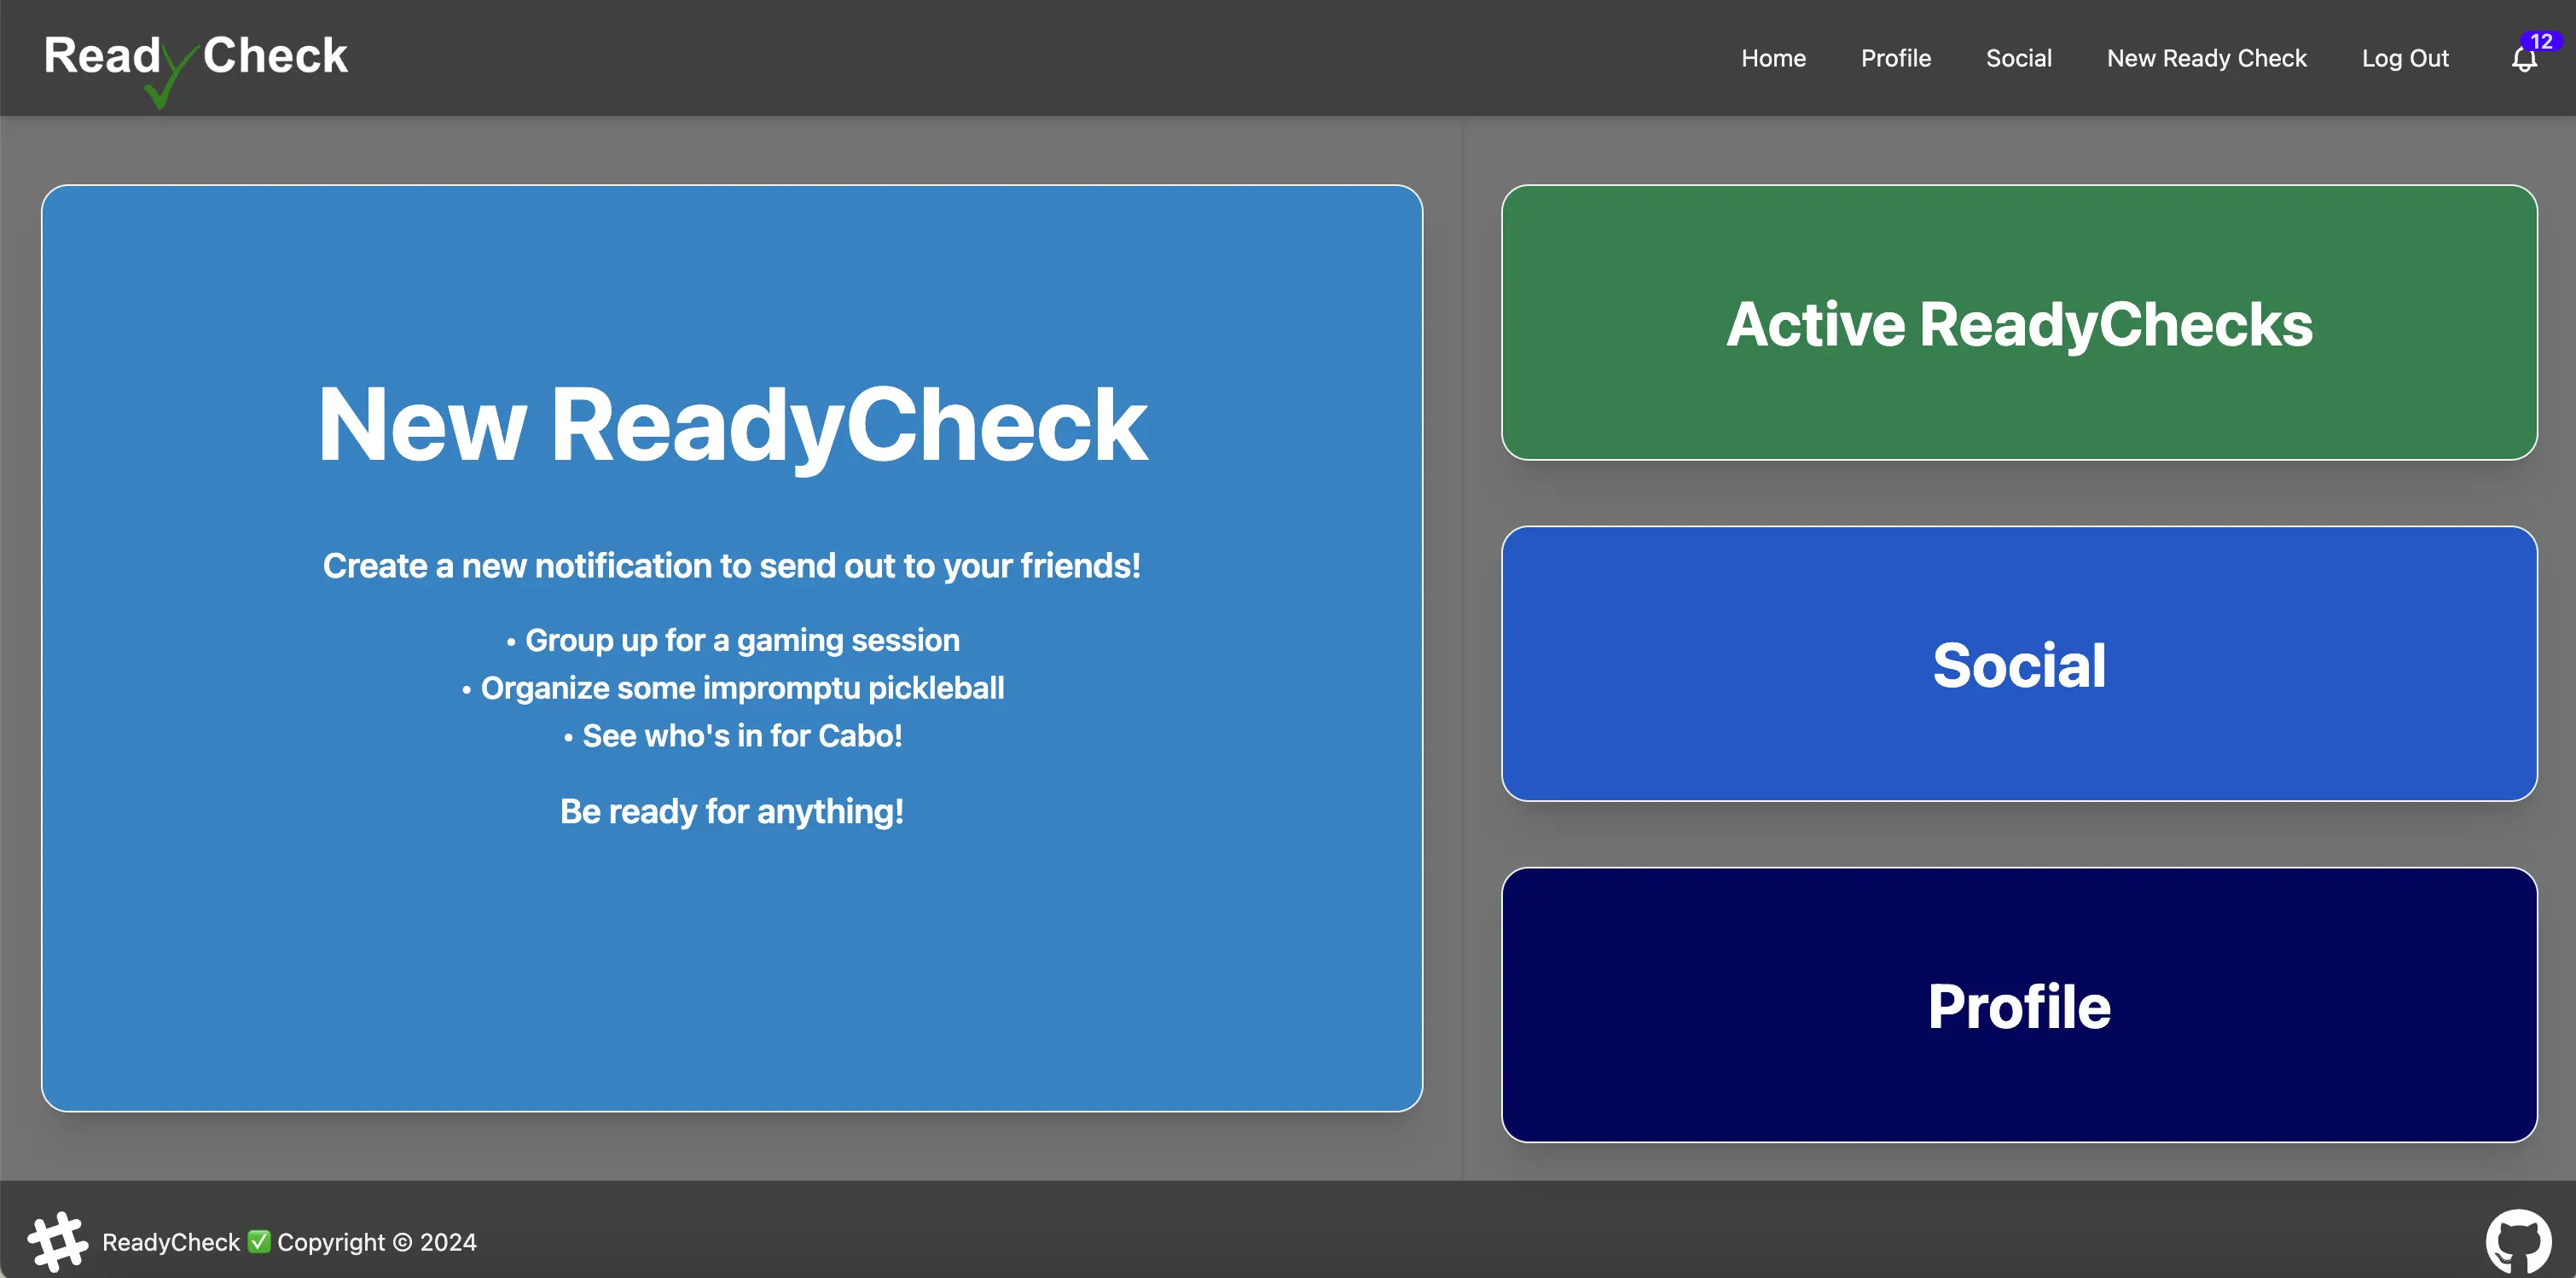 ReadyCheck
Home
Profile
Social
New Ready Check
Log Out
12
New ReadyCheck
Create a new notification to send out to your friends!
• Group up for a gaming session
• Organize some impromptu pickleball
• See who's in for Cabo!
Be ready for anything!
Active ReadyChecks
Social
Profile
ReadyCheck ✅ Copyright © 2024